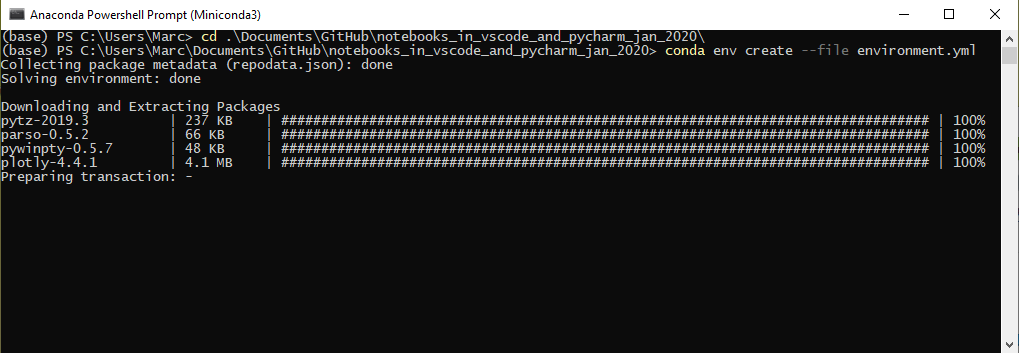 Anaconda Powershell Prompt (Miniconda3)
(base) PS C:\Users\Marc> cd .\Documents\GitHub\notebooks_in_vscode_and_pycharm_jan_2020\
(base) PS C:\Users\Marc\Documents\GitHub\notebooks_in_vscode_and_pycharm_jan_2020> conda env create --file environment.yml
Collecting package metadata (repodata.json): done
Solving environment: done
Downloading and Extracting Packages
pytz-2019.3 | 237 KB | ################################################################################# | 100%
parso-0.5.2 | 66 KB | ################################################################################# | 100%
pywinpty-0.5.7 | 48 KB | ################################################################################# | 100%
plotly-4.4.1 | 4.1 MB | ################################################################################# | 100%
Preparing transaction: -